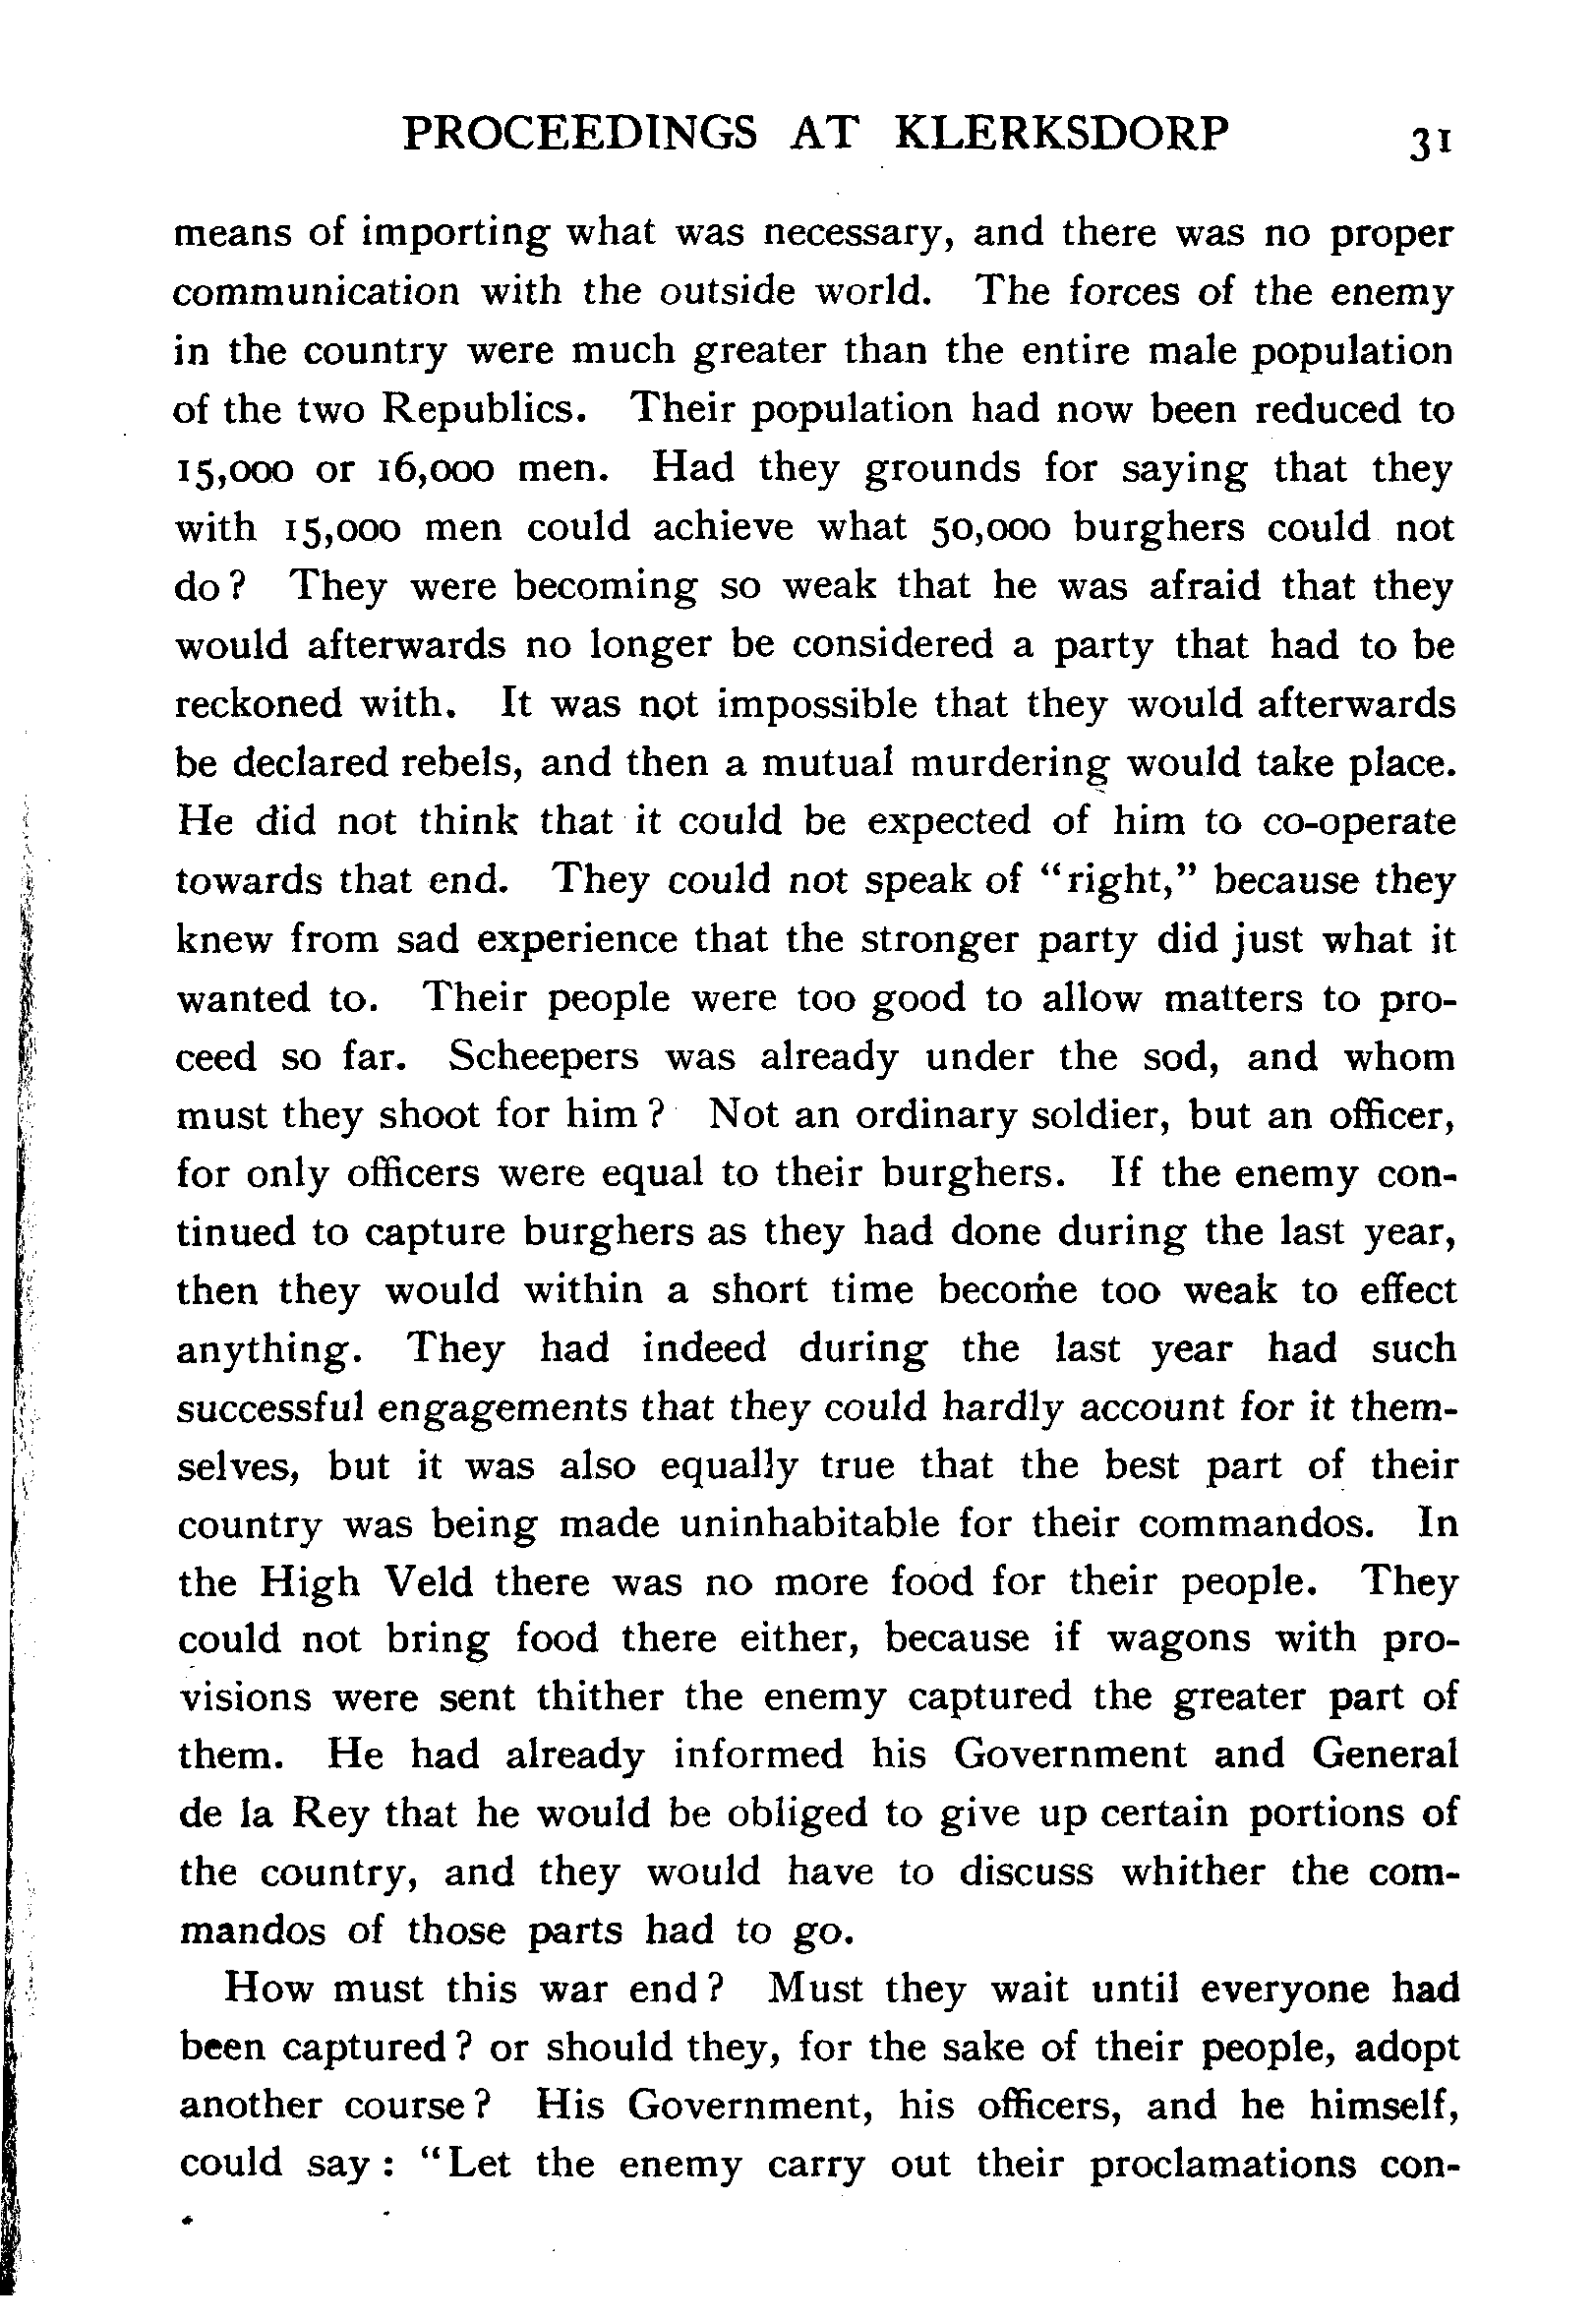 PROCEEDINGS AT KLERKSDORP 31
means of importing what was necessary, and there was no proper
communication with the outside world. The forces of the enemy
in the country were much greater than the entire male population
of the two Republics. Their population had now been reduced to
15,000 or 16,000 men. Had they grounds for saying that they
with 15,000 men could achieve what 50,000 burghers could not
do? They were becoming so weak that he was afraid that they
would afterwards no longer be considered a party that had to be
reckoned with. It was not impossible that they would afterwards
be declared rebels, and then a mutual murdering would take place.
He did not think that it could be expected of him to co-operate
towards that end. They could not speak of "right," because they
knew from sad experience that the stronger party did just what it
wanted to. Their people were too good to allow matters to pro-
ceed so far. Scheepers was already under the sod, and whom
must they shoot for him? Not an ordinary soldier, but an officer,
for only officers were equal to their burghers. If the enemy con-
tinued to capture burghers as they had done during the last year,
then they would within a short time become too weak to effect
anything. They had indeed during the last year had such
successful engagements that they could hardly account for it them-
selves, but it was also equally true that the best part of their
country was being made uninhabitable for their commandos. In
the High Veld there was no more food for their people. They
could not bring food there either, because if wagons with pro-
visions were sent thither the enemy captured the greater part of
them. He had already informed his Government and General
de la Rey that he would be obliged to give up certain portions of
the country, and they would have to discuss whither the com-
mandos of those parts had to go.
How must this war end? Must they wait until everyone had
been captured? or should they, for the sake of their people, adopt
another course? His Government, his officers, and he himself,
could say: "Let the enemy carry out their proclamations con-